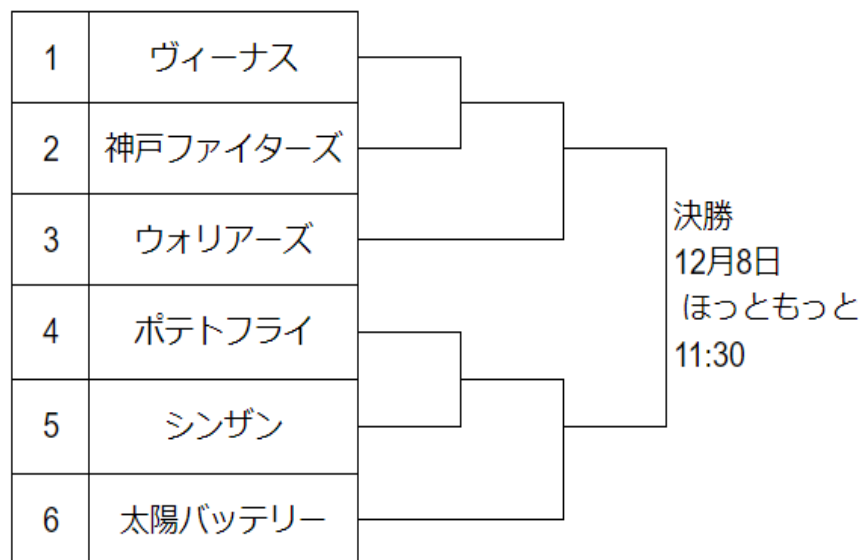 1 ヴィーナス
2 神戸ファイターズ
3 ウォリアーズ
4 ポテトフライ
5 シンザン
6 太陽バッテリー
決勝
12月8日
ほっともっと
11:30